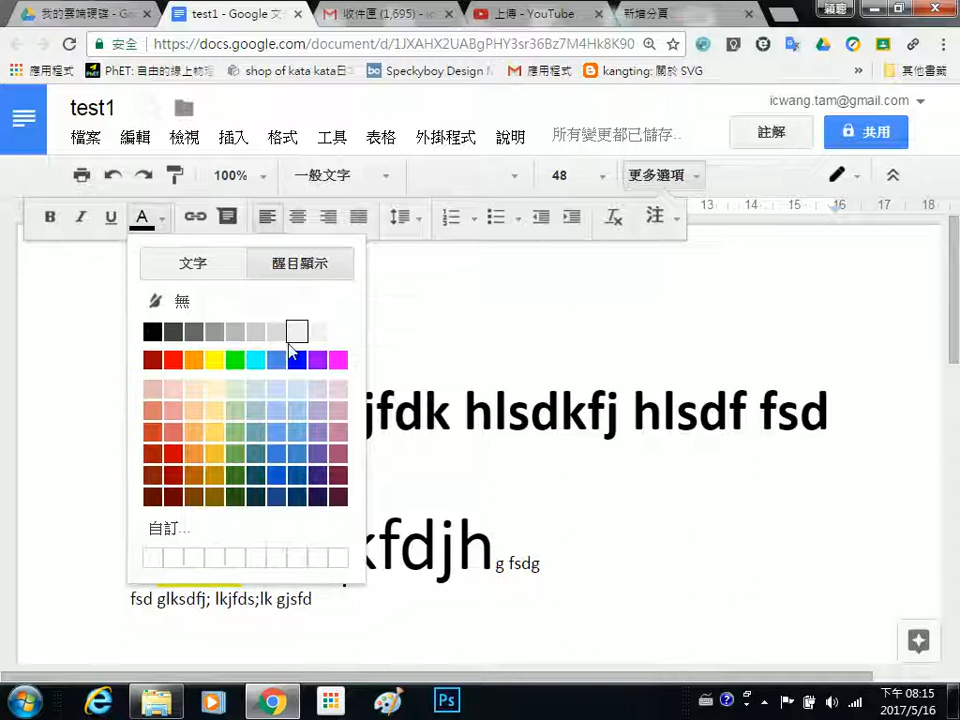 我的雲端硬碟 - Go
test1 - Google 文
收件匣 (1,695) - ic
上傳 - YouTube
新增分頁
穎聰
安全
https://docs.google.com/document/d/1JXAHX2UABgPHY3sr36Bz7M4Hk8K90
應用程式
PhET: 自由的線上物理
shop of kata kata日
Speckyboy Design M
應用程式
kangting: 關於 SVG
»
其他書籤
test1
icwang.tam@gmail.com
檔案 編輯 檢視 插入 格式 工具 表格 外掛程式 說明
所有變更都已儲存..
註解
共用
100% 一般文字 48 更多選項
B I U A 注
13 14 15 16 17 18
文字 醒目顯示
無
jfdk hlsdkfj hlsdf fsd
自訂...
kfdjh g fsdg
fsd glksdfj; lkjfds;lk gjsfd
Ps
下午 08:15
2017/5/16